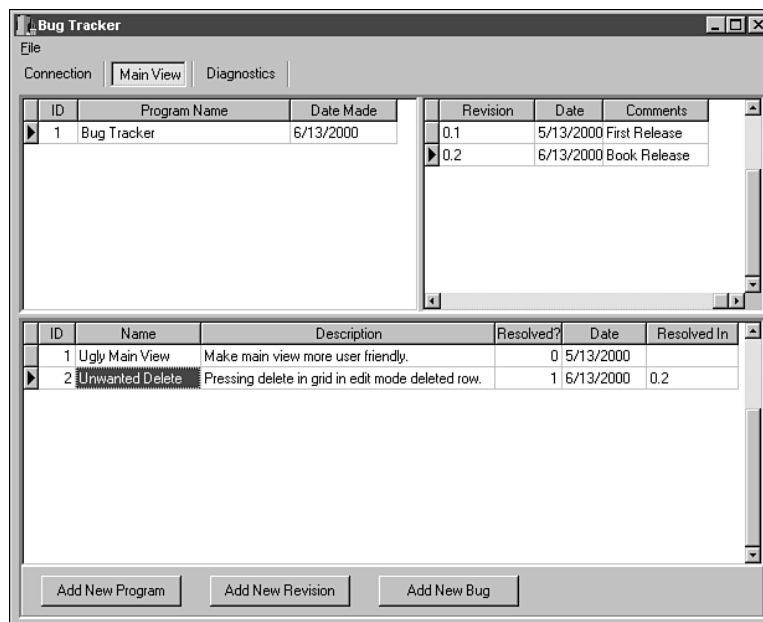 Bug Tracker
File
Connection Main View Diagnostics
ID Program Name Date Made
1 Bug Tracker 6/13/2000
Revision Date Comments
0.1 5/13/2000 First Release
0.2 6/13/2000 Book Release
ID Name Description Resolved? Date Resolved In
1 Ugly Main View Make main view more user friendly. 0 5/13/2000
2 Unwanted Delete Pressing delete in grid in edit mode deleted row. 1 6/13/2000 0.2
Add New Program Add New Revision Add New Bug